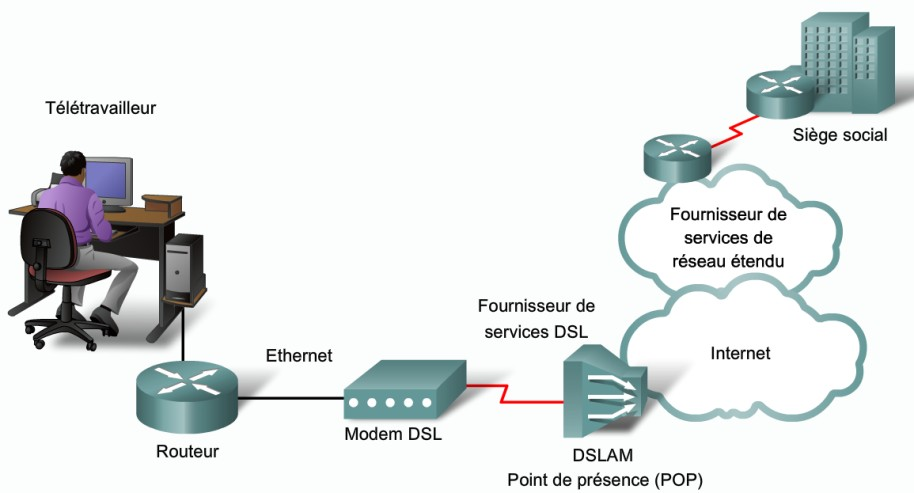 Télétravailleur
Siège social
Fournisseur de
services de
réseau étendu
Fournisseur de
services DSL
Internet
Ethernet
Routeur
Modem DSL
DSLAM
Point de présence (POP)